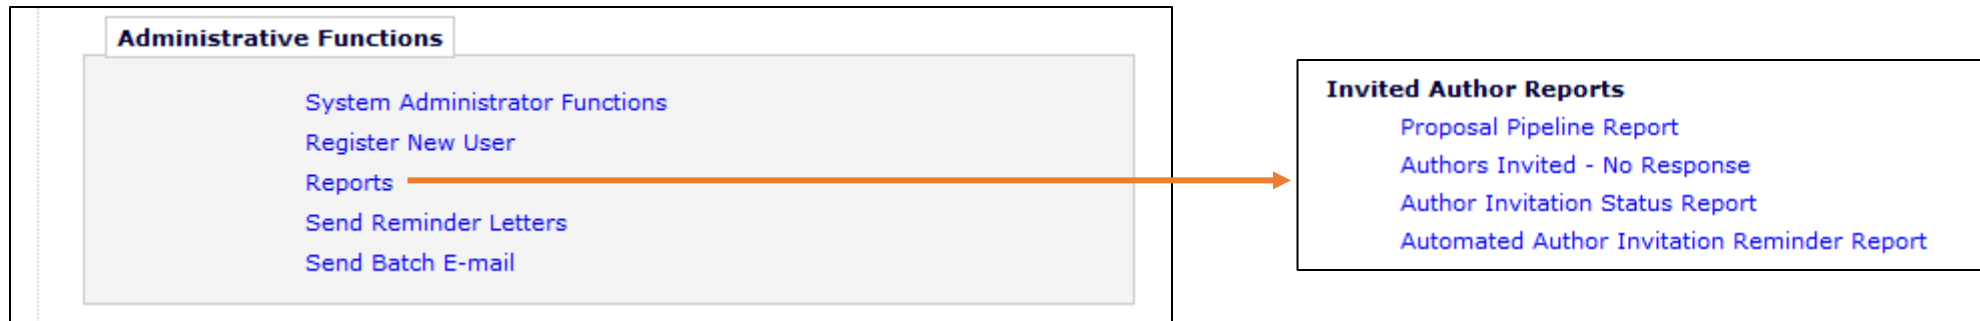 Administrative Functions
System Administrator Functions
Register New User
Reports
Send Reminder Letters
Send Batch E-mail
Invited Author Reports
Proposal Pipeline Report
Authors Invited - No Response
Author Invitation Status Report
Automated Author Invitation Reminder Report